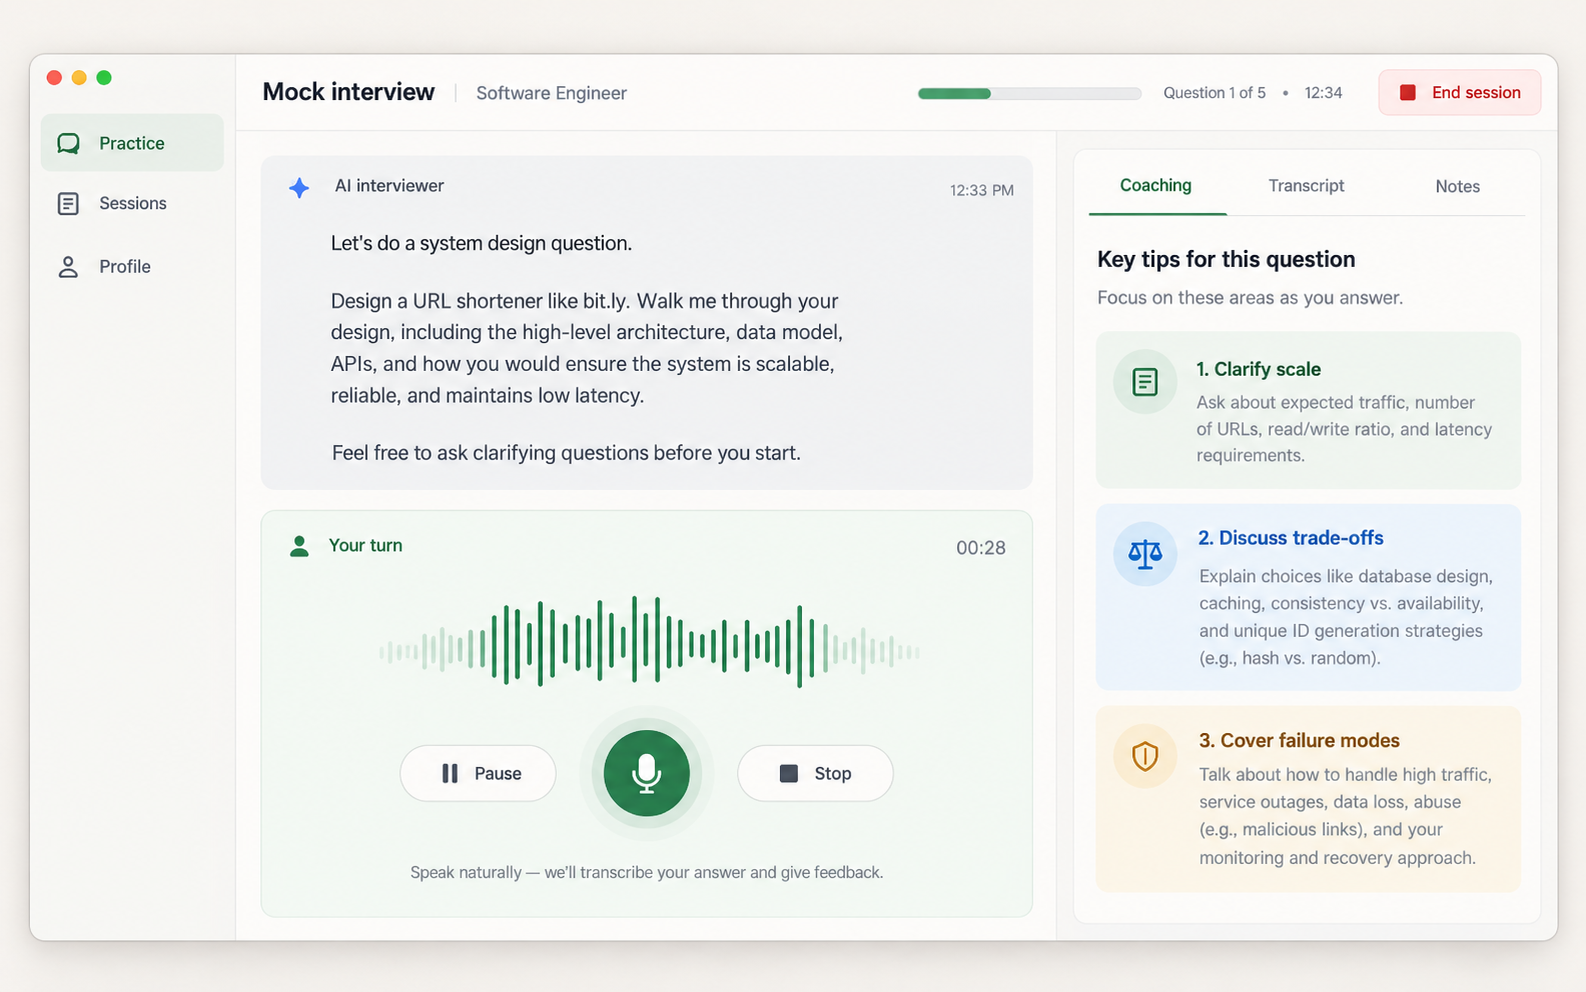 Mock interview
Software Engineer
Question 1 of 5 • 12:34
End session
Practice
Sessions
Profile
AI interviewer
12:33 PM
Let's do a system design question.
Design a URL shortener like bit.ly. Walk me through your
design, including the high-level architecture, data model,
APIs, and how you would ensure the system is scalable,
reliable, and maintains low latency.
Feel free to ask clarifying questions before you start.
Your turn
00:28
Pause
Stop
Speak naturally — we'll transcribe your answer and give feedback.
Coaching
Transcript
Notes
Key tips for this question
Focus on these areas as you answer.
1. Clarify scale
Ask about expected traffic, number
of URLs, read/write ratio, and latency
requirements.
2. Discuss trade-offs
Explain choices like database design,
caching, consistency vs. availability,
and unique ID generation strategies
(e.g., hash vs. random).
3. Cover failure modes
Talk about how to handle high traffic,
service outages, data loss, abuse
(e.g., malicious links), and your
monitoring and recovery approach.